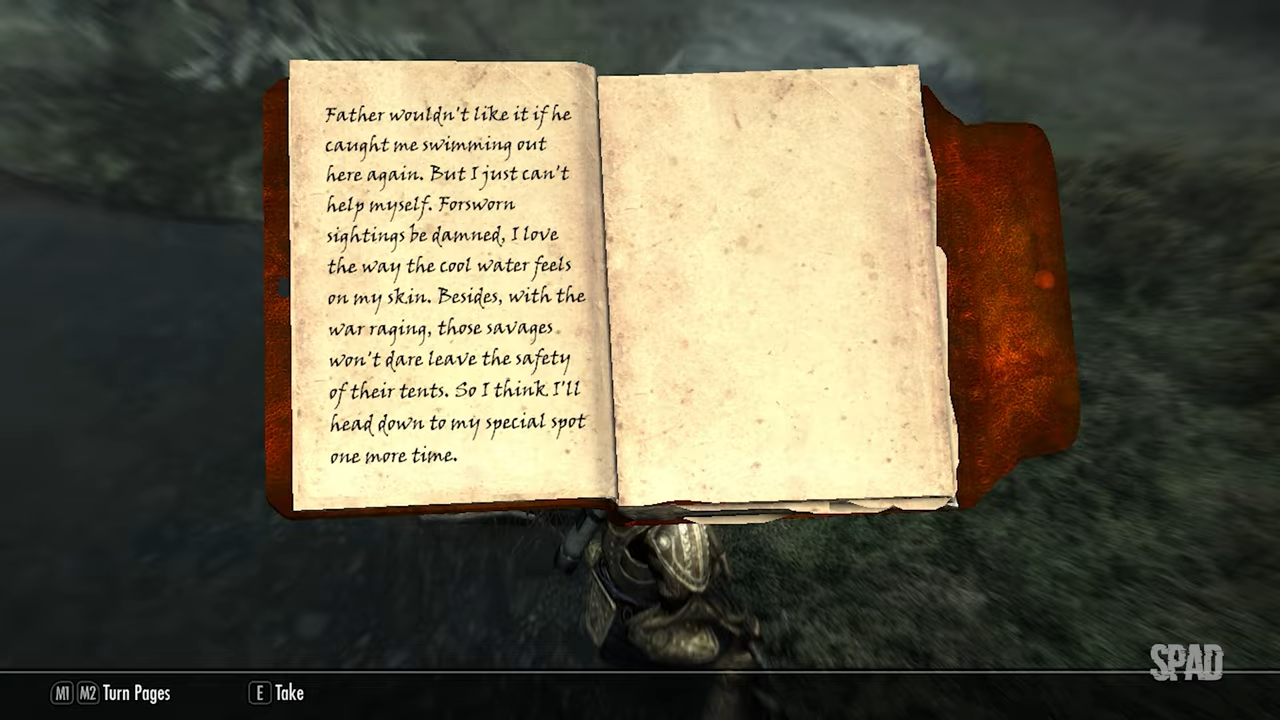 Father wouldn't like it if he
caught me swimming out
here again. But I just can't
help myself. Forsworn
sightings be damned, I love
the way the cool water feels
on my skin. Besides, with the
war raging, those savages
won't dare leave the safety
of their tents. So I think I'll
head down to my special spot
one more time.
SPAD
M1 M2 Turn Pages E Take